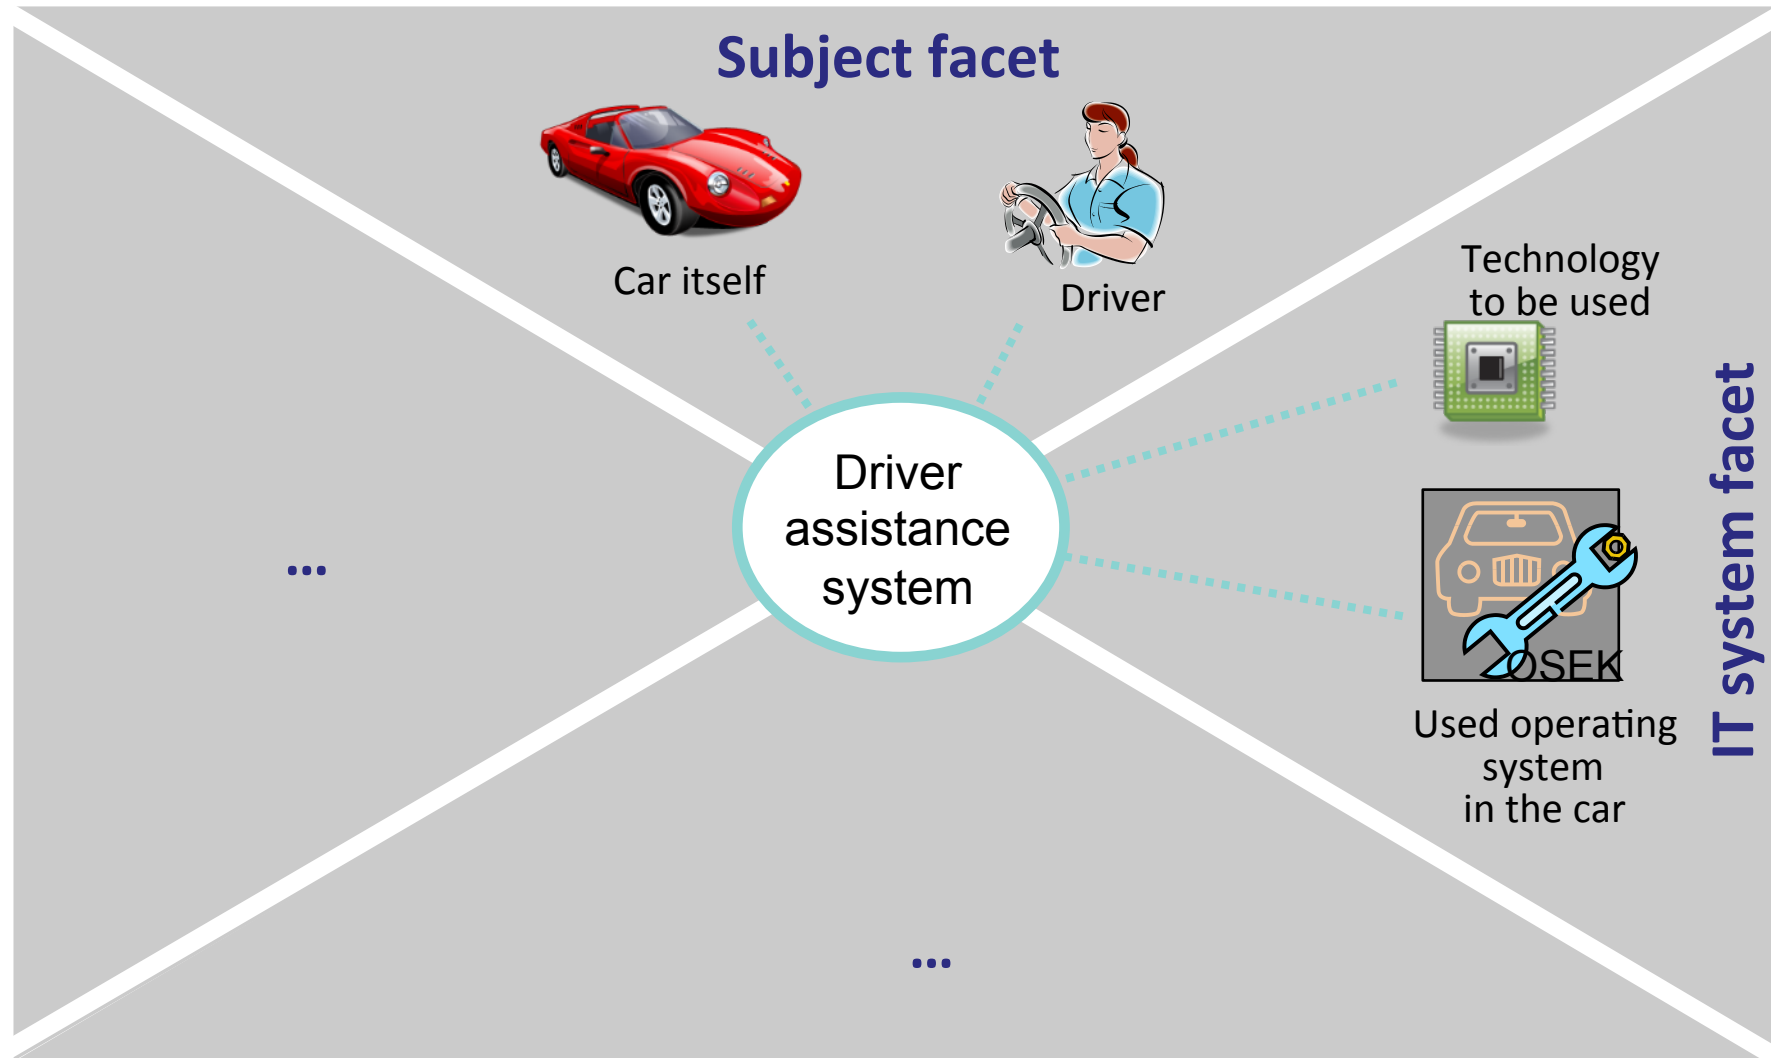 Subject facet
Car itself
Driver
Technology
to be used
Driver
assistance
system
OSEK
Used operating
system
in the car
IT system facet
...
...